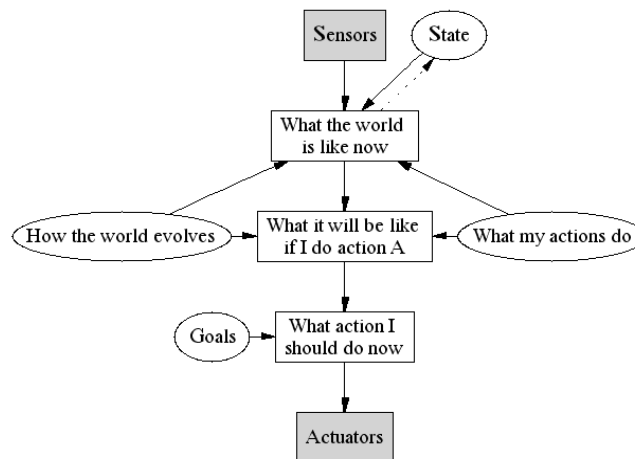 Sensors
State
What the world
is like now
How the world evolves
What it will be like
if I do action A
What my actions do
Goals
What action I
should do now
Actuators